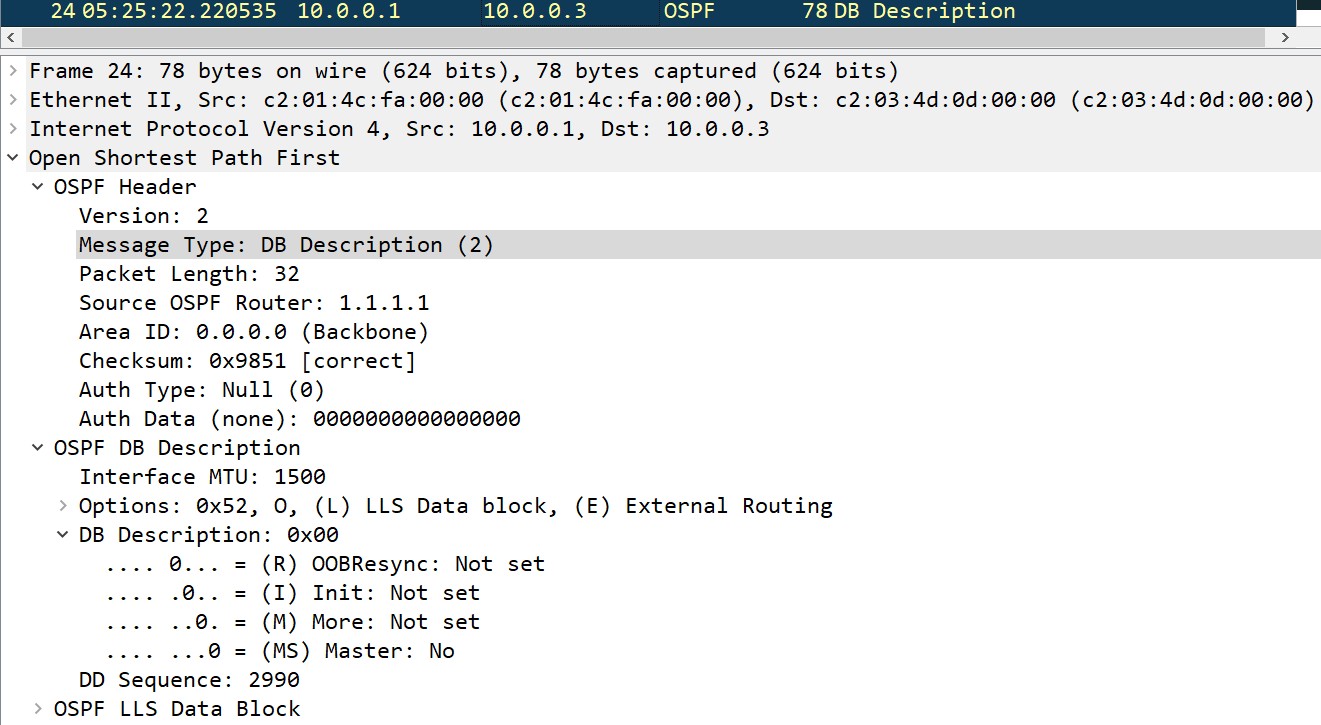 24 05:25:22.220535 10.0.0.1 10.0.0.3 OSPF 78 DB Description
Frame 24: 78 bytes on wire (624 bits), 78 bytes captured (624 bits)
Ethernet II, Src: c2:01:4c:fa:00:00 (c2:01:4c:fa:00:00), Dst: c2:03:4d:0d:00:00 (c2:03:4d:0d:00:00)
Internet Protocol Version 4, Src: 10.0.0.1, Dst: 10.0.0.3
Open Shortest Path First
OSPF Header
Version: 2
Message Type: DB Description (2)
Packet Length: 32
Source OSPF Router: 1.1.1.1
Area ID: 0.0.0.0 (Backbone)
Checksum: 0x9851 [correct]
Auth Type: Null (0)
Auth Data (none): 0000000000000000
OSPF DB Description
Interface MTU: 1500
Options: 0x52, O, (L) LLS Data block, (E) External Routing
DB Description: 0x00
.... 0... = (R) OOBResync: Not set
.... .0.. = (I) Init: Not set
.... ..0. = (M) More: Not set
.... ...0 = (MS) Master: No
DD Sequence: 2990
OSPF LLS Data Block